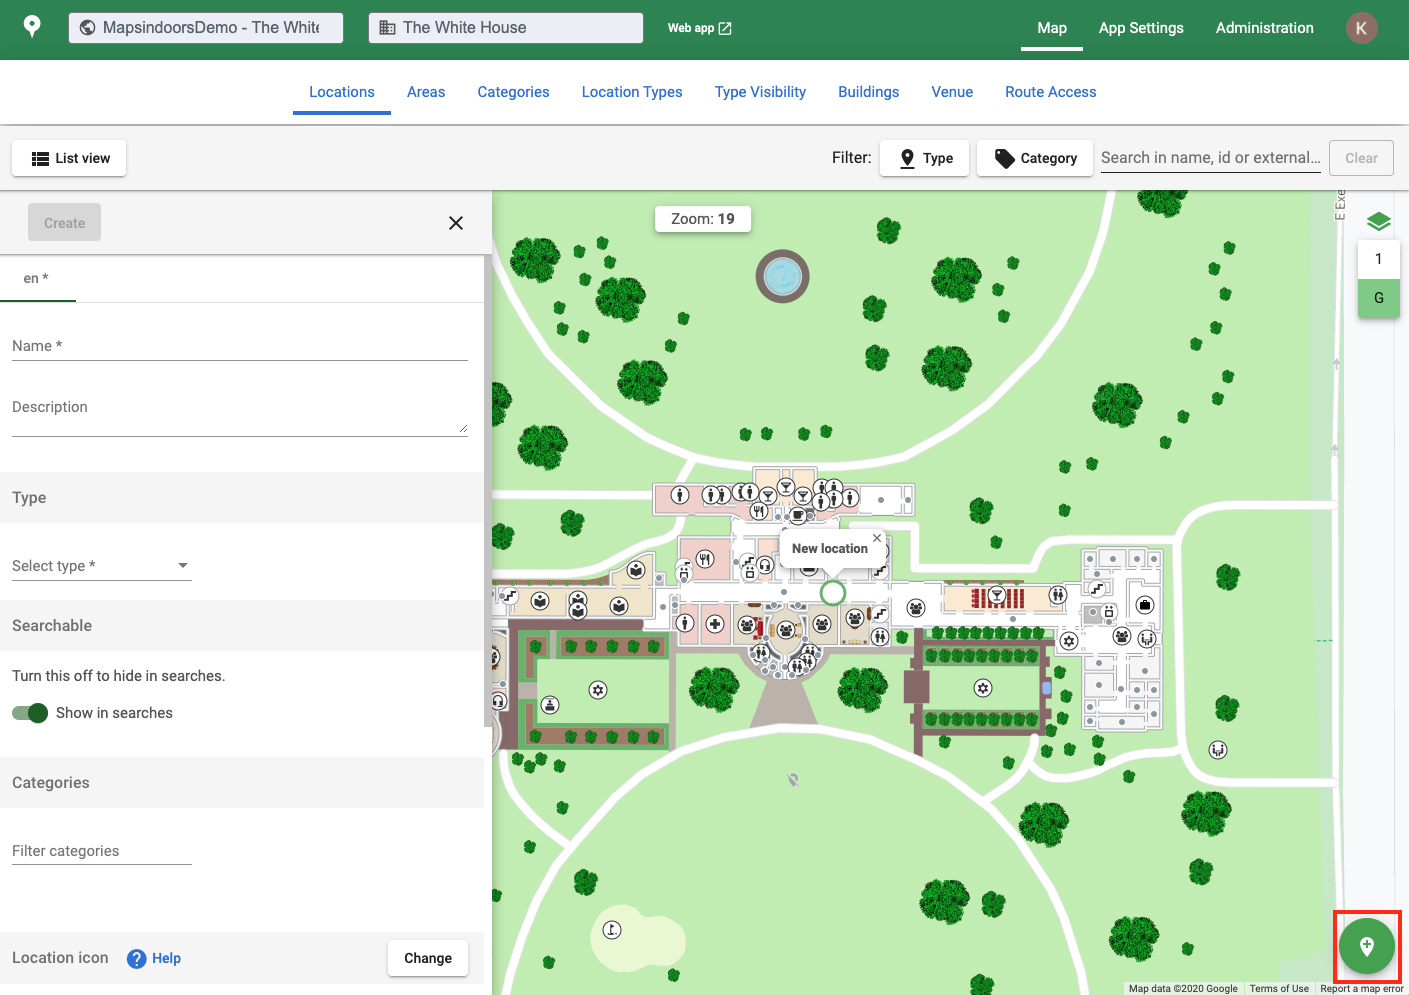 MapsindoorsDemo - The White
The White House
Web app
Map
App Settings
Administration
K
Locations
Areas
Categories
Location Types
Type Visibility
Buildings
Venue
Route Access
List view
Filter:
Type
Category
Search in name, id or external...
Clear
Create
Zoom: 19
E Exe
1
G
en *
Name *
Description
Type
Select type *
Searchable
Turn this off to hide in searches.
Show in searches
Categories
Filter categories
Location icon
? Help
Change
New location
Map data ©2020 Google
Terms of Use
Report a map error